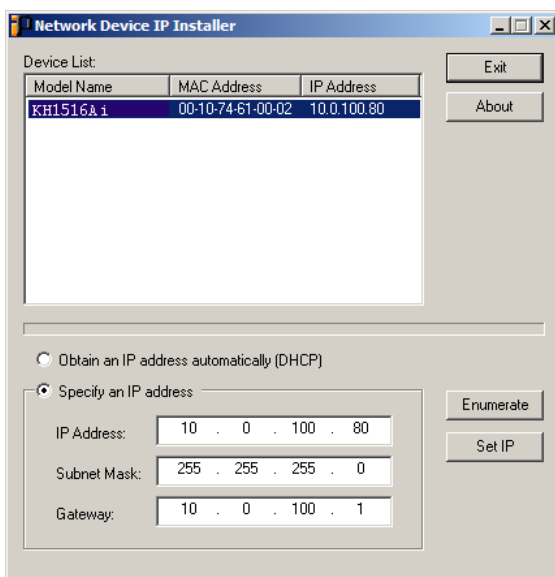 Network Device IP Installer
Device List:
Model Name MAC Address IP Address
KH1516Ai 00-10-74-61-00-02 10.0.100.80
Exit
About
Obtain an IP address automatically (DHCP)
Specify an IP address
IP Address: 10 . 0 . 100 . 80
Subnet Mask: 255 . 255 . 255 . 0
Gateway: 10 . 0 . 100 . 1
Enumerate
Set IP